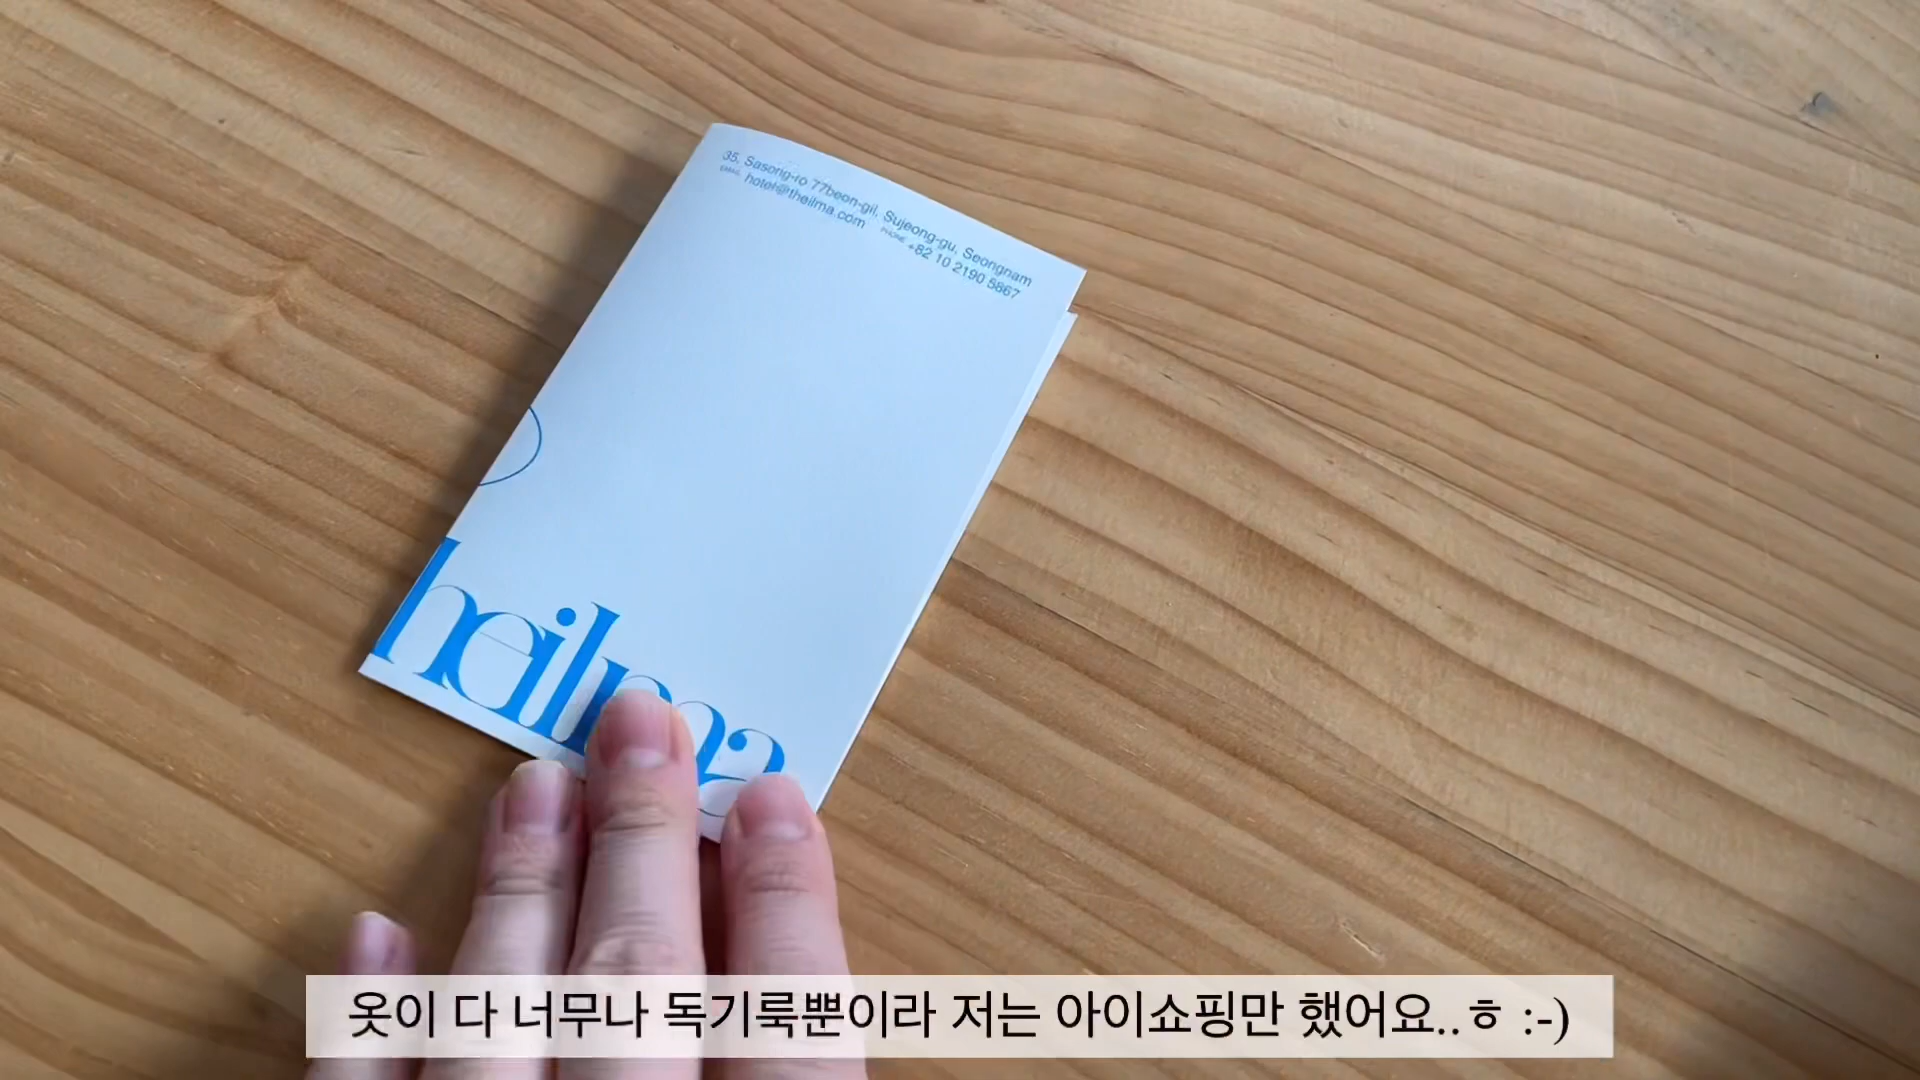 35, Sasong-ro 77beon-gil, Sujeong-gu, Seongnam
EMAIL hotel@theilma.com PHONE +82 10 2190 5867
heilma
옷이 다 너무나 독기룩뿐이라 저는 아이쇼핑만 했어요..ㅎ :-)